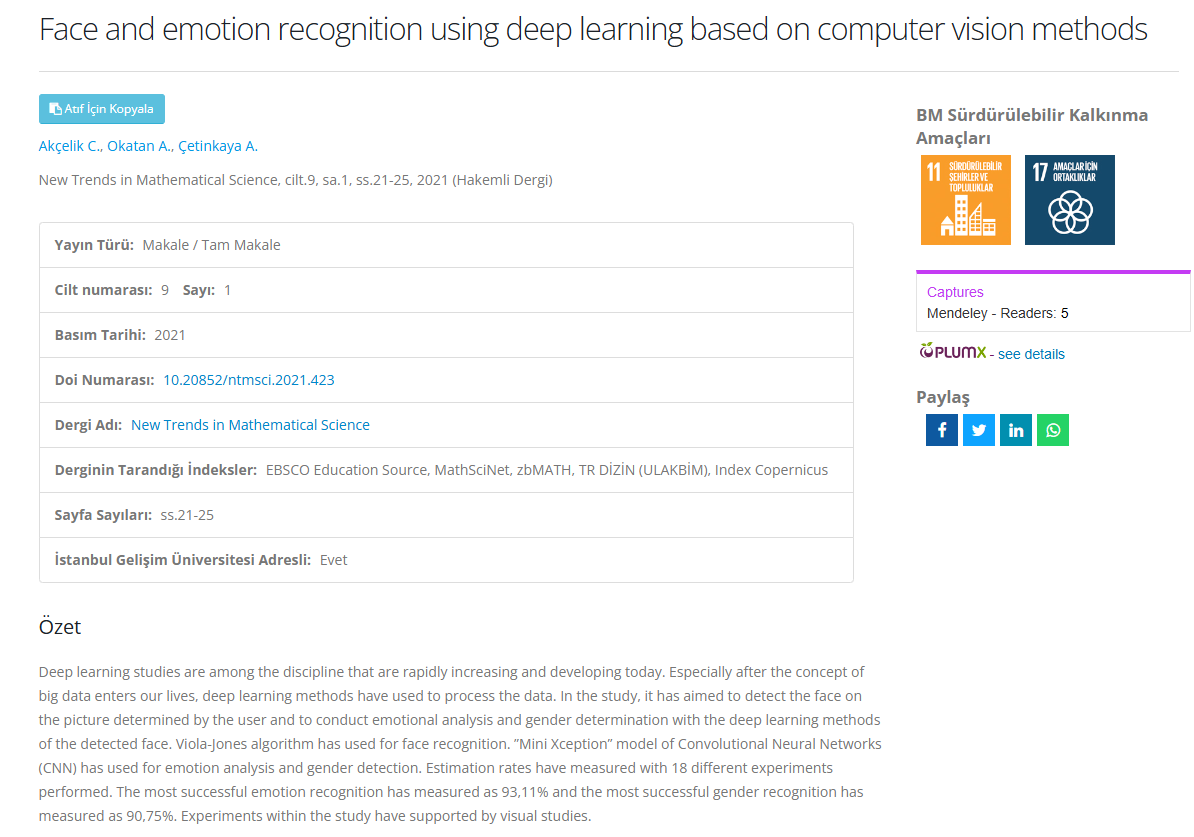 Face and emotion recognition using deep learning based on computer vision methods
Atıf İçin Kopyala
Akçelik C., Okatan A., Çetinkaya A.
New Trends in Mathematical Science, cilt.9, sa.1, ss.21-25, 2021 (Hakemli Dergi)
Yayın Türü: Makale / Tam Makale
Cilt numarası: 9 Sayı: 1
Basım Tarihi: 2021
Doi Numarası: 10.20852/ntmsci.2021.423
Dergi Adı: New Trends in Mathematical Science
Derginin Tarandığı İndeksler: EBSCO Education Source, MathSciNet, zbMATH, TR DİZİN (ULAKBİM), Index Copernicus
Sayfa Sayıları: ss.21-25
İstanbul Gelişim Üniversitesi Adresli: Evet
Özet
Deep learning studies are among the discipline that are rapidly increasing and developing today. Especially after the concept of
big data enters our lives, deep learning methods have used to process the data. In the study, it has aimed to detect the face on
the picture determined by the user and to conduct emotional analysis and gender determination with the deep learning methods
of the detected face. Viola-Jones algorithm has used for face recognition. ”Mini Xception” model of Convolutional Neural Networks
(CNN) has used for emotion analysis and gender detection. Estimation rates have measured with 18 different experiments
performed. The most successful emotion recognition has measured as 93,11% and the most successful gender recognition has
measured as 90,75%. Experiments within the study have supported by visual studies.
BM Sürdürülebilir Kalkınma
Amaçları
11 SÜRDÜRÜLEBİLİR
ŞEHİRLER VE
TOPLULUKLAR
17 AMAÇLAR İÇİN
ORTAKLIKLAR
Captures
Mendeley - Readers: 5
PLUMX - see details
Paylaş